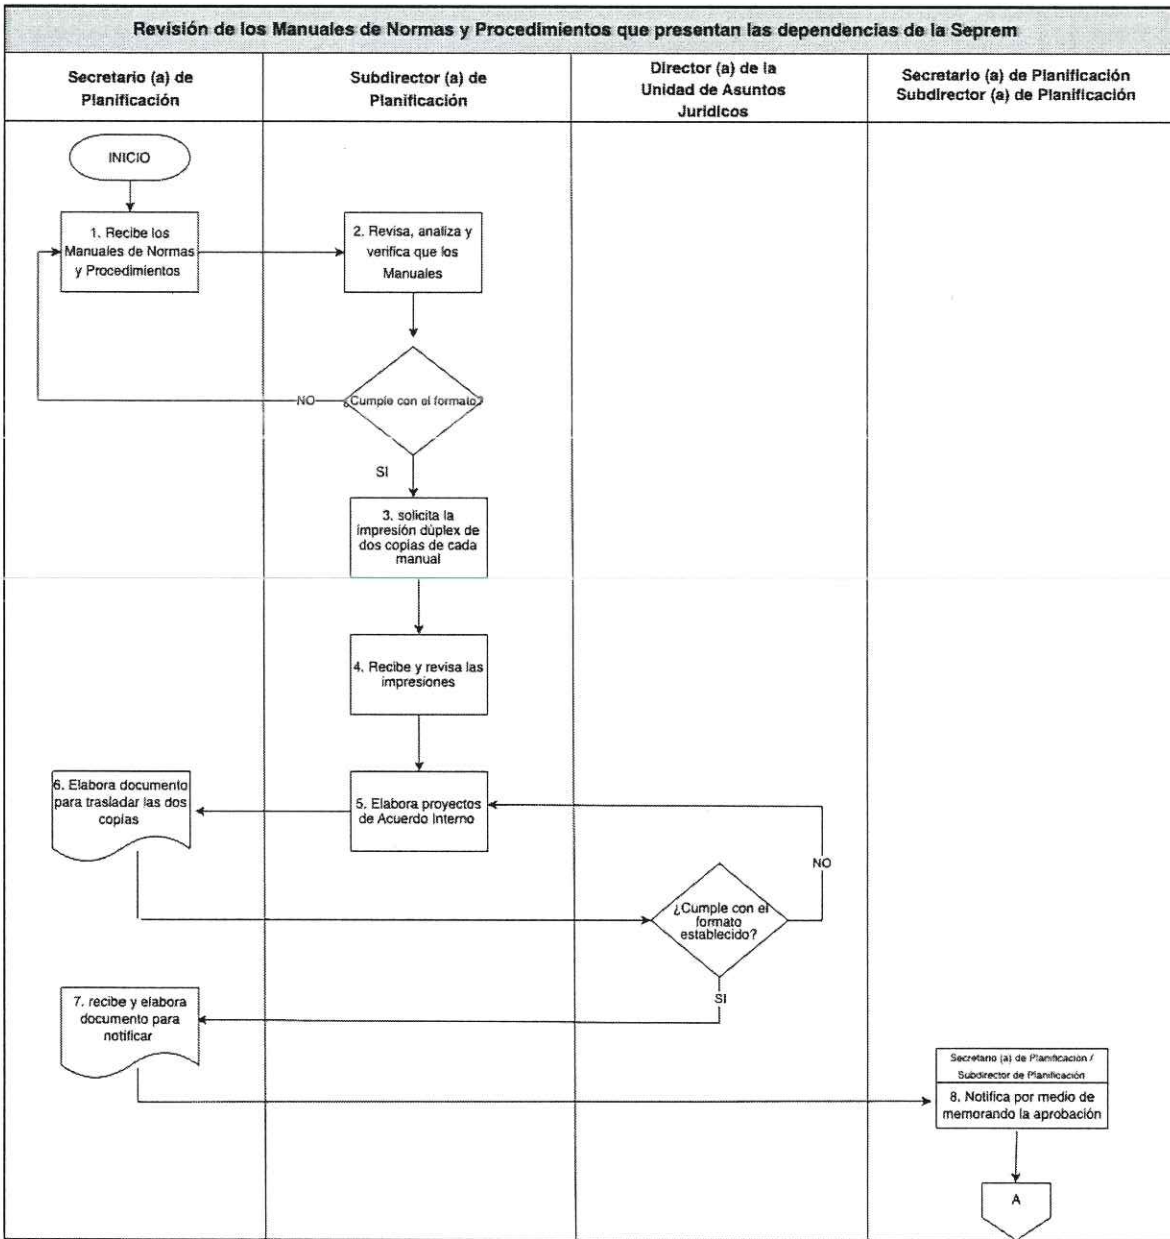 Revisión de los Manuales de Normas y Procedimientos que presentan las dependencias de la Seprem
Secretario (a) de
Planificación
Subdirector (a) de
Planificación
Director (a) de la
Unidad de Asuntos
Jurídicos
Secretario (a) de Planificación
Subdirector (a) de Planificación
INICIO
1. Recibe los
Manuales de Normas
y Procedimientos
2. Revisa, analiza y
verifica que los
Manuales
NO
¿Cumple con el formato?
SI
3. solicita la
impresión dúplex de
dos copias de cada
manual
4. Recibe y revisa las
impresiones
6. Elabora documento
para trasladar las dos
copias
5. Elabora proyectos
de Acuerdo Interno
NO
¿Cumple con el
formato
establecido?
SI
7. recibe y elabora
documento para
notificar
Secretario (a) de Planificación /
Subdirector de Planificación
8. Notifica por medio de
memorando la aprobación
A